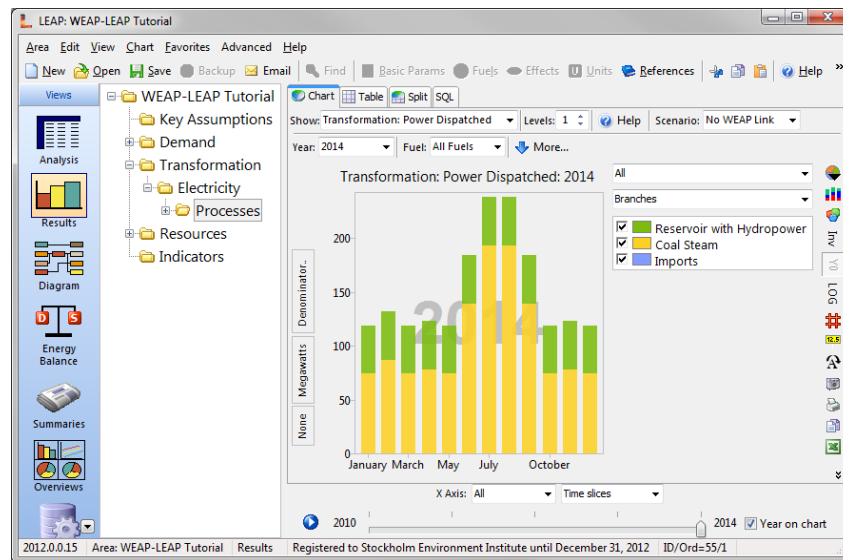 LEAP: WEAP-LEAP Tutorial
Area Edit View Chart Favorites Advanced Help
New Open Save Backup Email Find Basic Params Fuels Effects Units References Help »
Views
Analysis
Results
Diagram
Energy
Balance
Summaries
Overviews
WEAP-LEAP Tutorial
Key Assumptions
Demand
Transformation
Electricity
Processes
Resources
Indicators
Chart Table Split SQL
Show: Transformation: Power Dispatched Levels: 1 Help Scenario: No WEAP Link
Year: 2014 Fuel: All Fuels More...
Transformation: Power Dispatched: 2014
All
Branches
Reservoir with Hydropower
Coal Steam
Imports
Denominator..
Megawatts
None
200
150
100
50
0
2014
January March May July October
Inv
Y0
LOG
12.5
X Axis: All Time slices
2010 2014 Year on chart
2012.0.0.15 Area: WEAP-LEAP Tutorial Results Registered to Stockholm Environment Institute until December 31, 2012 ID/Ord=55/1